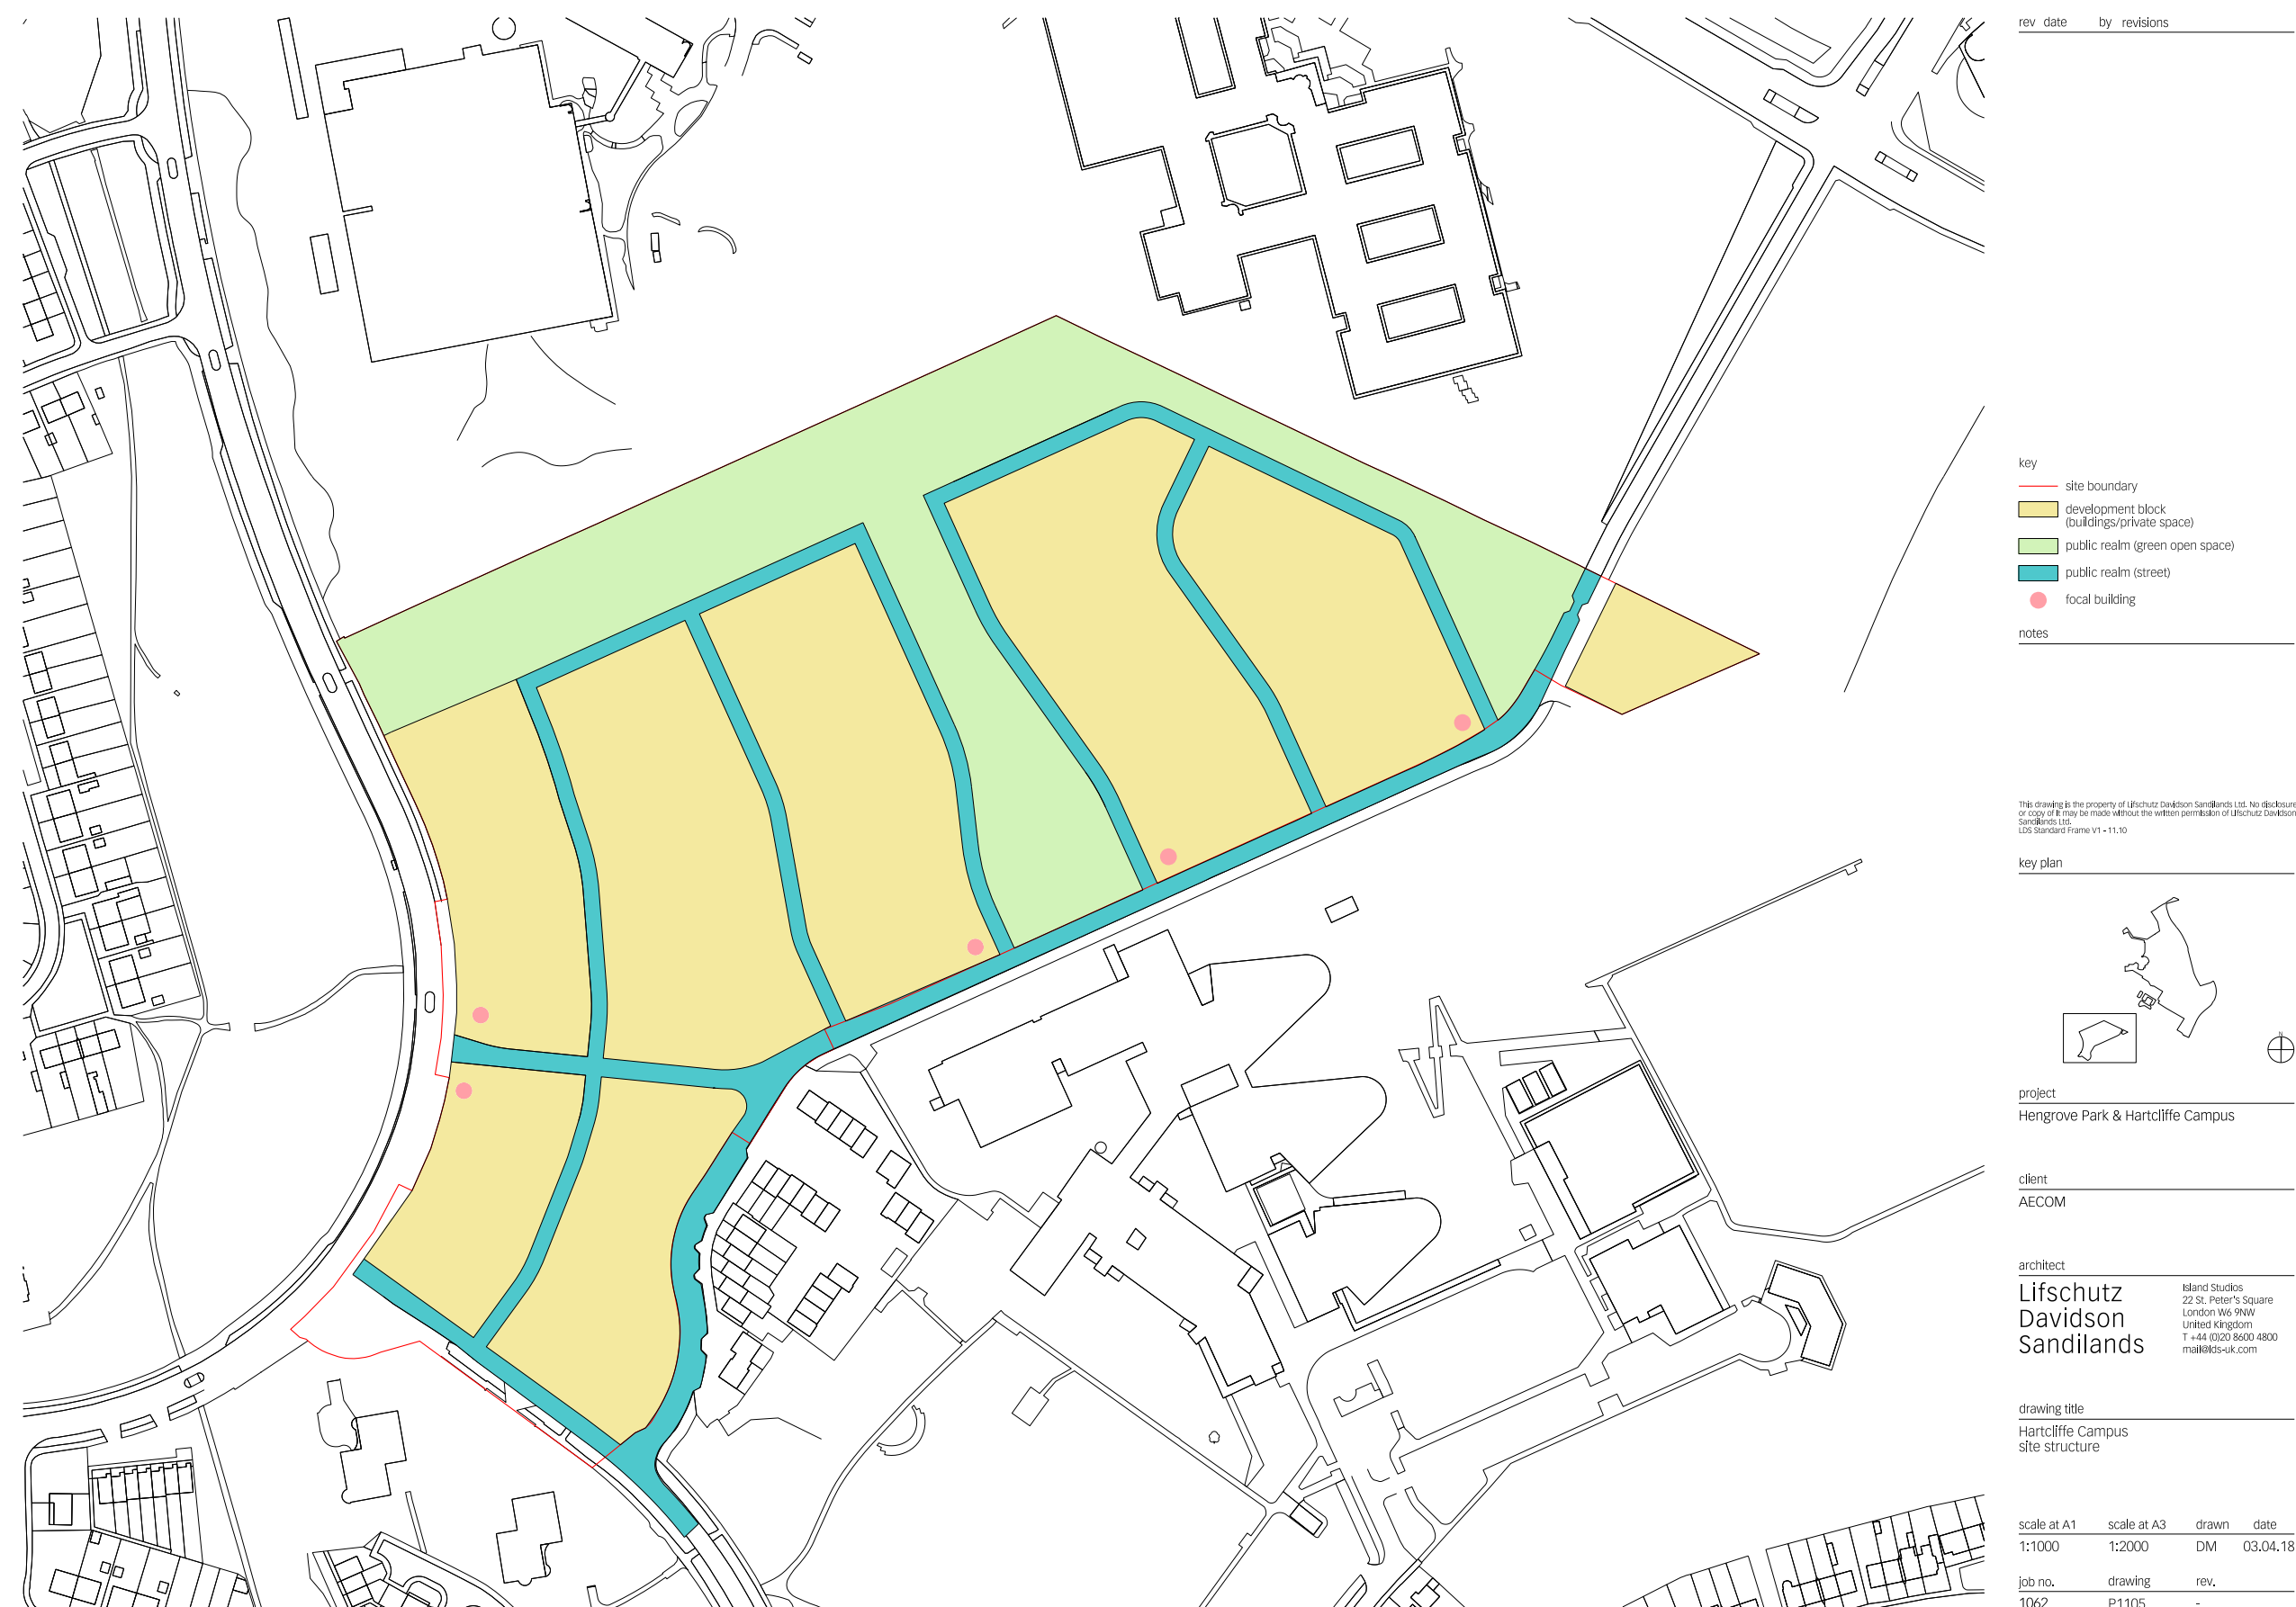 rev date by revisions
key
site boundary
development block
(buildings/private space)
public realm (green open space)
public realm (street)
focal building
notes
This drawing is the property of Lifschutz Davidson Sandilands Ltd. No disclosure
or copy of it may be made without the written permission of Lifschutz Davidson
Sandilands Ltd.
LDS Standard Frame V1 - 11.10
key plan
N
project
Hengrove Park & Hartcliffe Campus
client
AECOM
architect
Lifschutz
Davidson
Sandilands
Island Studios
22 St. Peter's Square
London W6 9NW
United Kingdom
T +44 (0)20 8600 4800
mail@lds-uk.com
drawing title
Hartcliffe Campus
site structure
scale at A1 scale at A3 drawn date
1:1000 1:2000 DM 03.04.18
job no. drawing rev.
1062 P1105 -